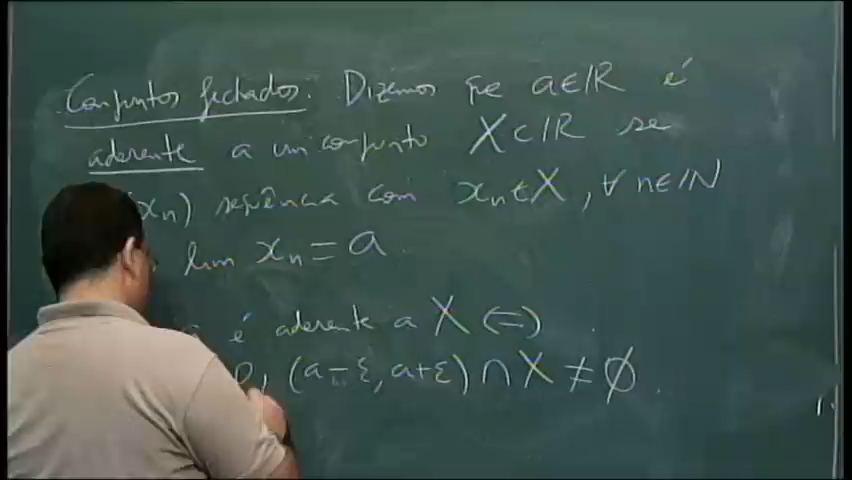 Conjuntos fechados. Dizemos que a∈ℝ é
aderente a um conjunto X⊂ℝ se
xₙ) sequência com xₙ∈X, ∀ n∈ℕ
lim xₙ = a.
é aderente a X ⇔
, (a-ε, a+ε) ∩ X ≠ ∅.